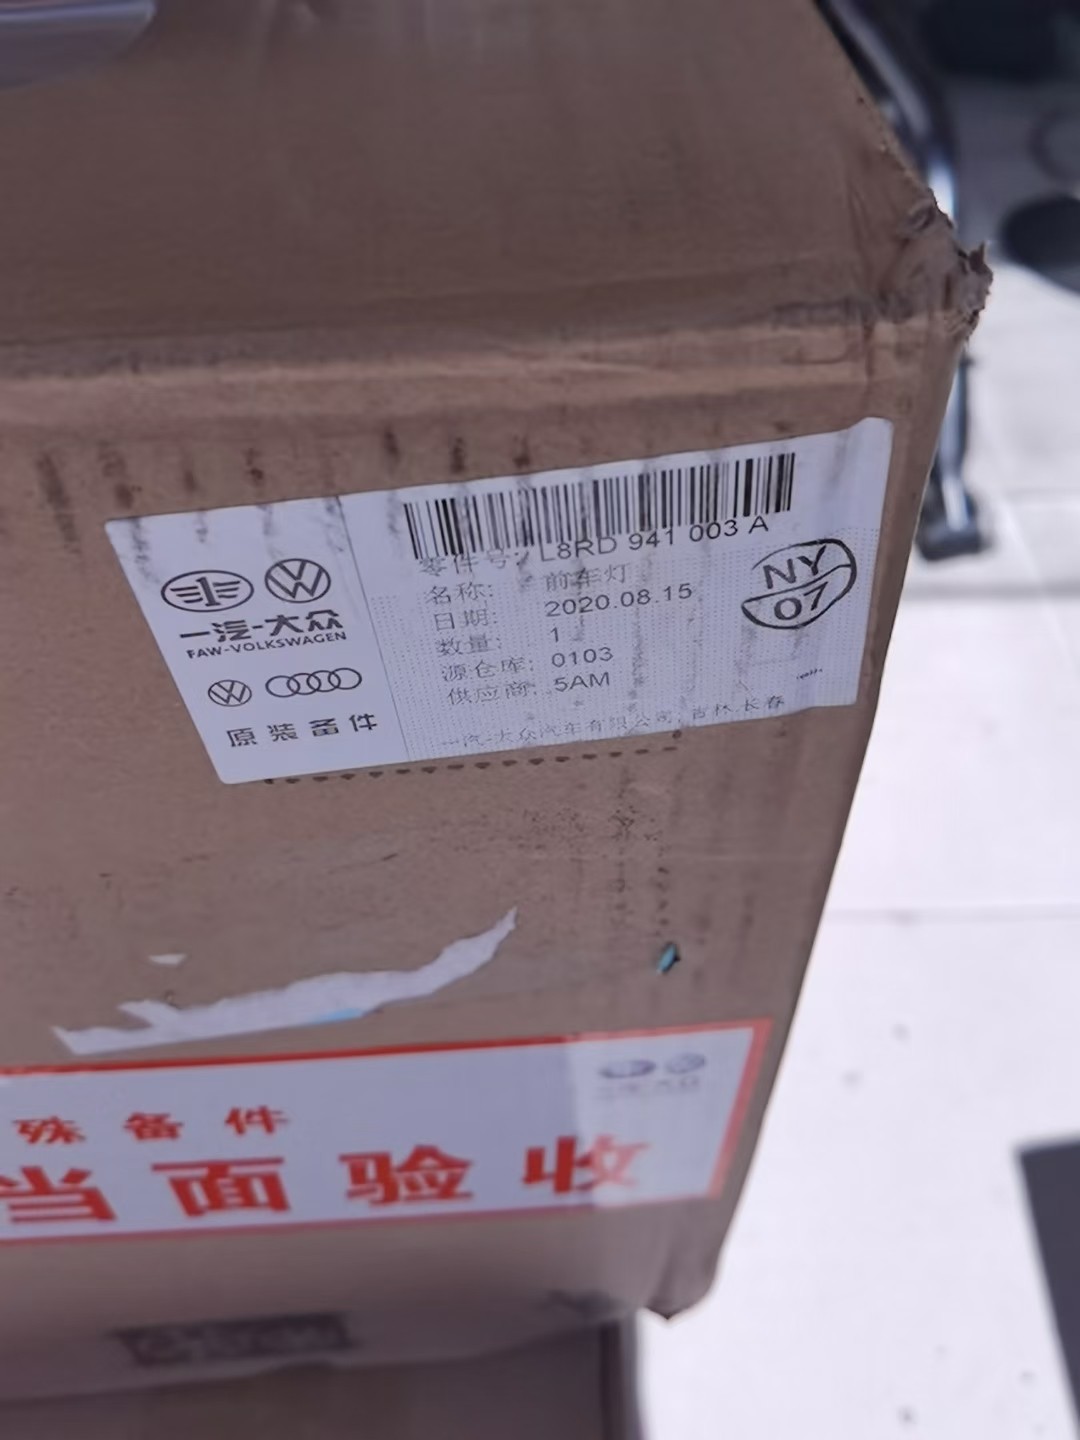 一汽-大众
FAW-VOLKSWAGEN
原装备件
零件号: L8RD 941 003 A
名称: 前车灯
日期: 2020.08.15
数量: 1
源仓库: 0103
供应商: 5AM
一汽-大众汽车有限公司 吉林.长春
NY
07
殊备件
当面验收